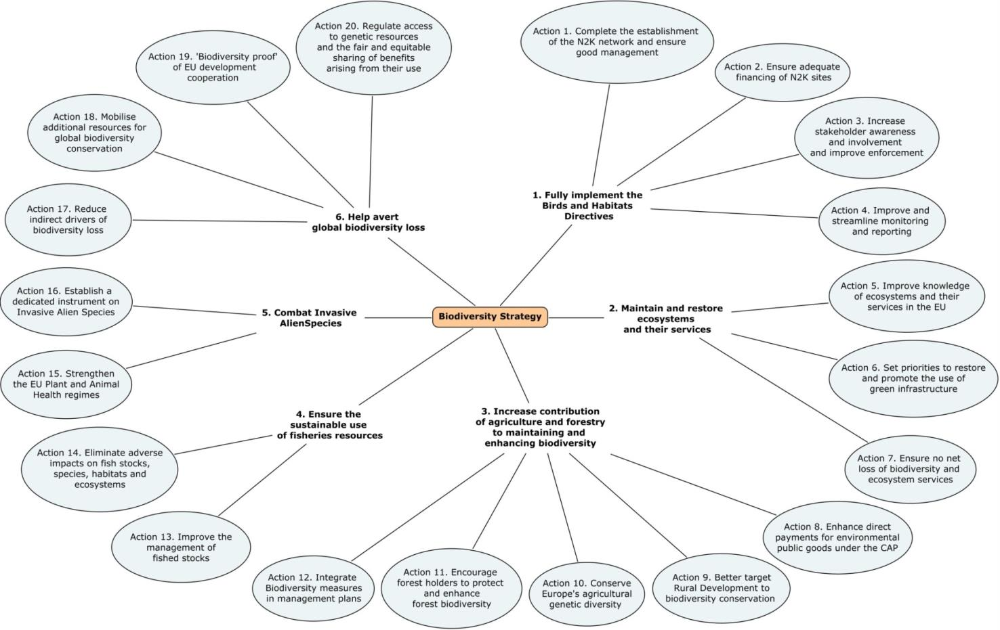 Biodiversity Strategy
1. Fully implement the
Birds and Habitats
Directives
Action 1. Complete the establishment
of the N2K network and ensure
good management
Action 2. Ensure adequate
financing of N2K sites
Action 3. Increase
stakeholder awareness
and involvement
and improve enforcement
Action 4. Improve and
streamline monitoring
and reporting
2. Maintain and restore
ecosystems
and their services
Action 5. Improve knowledge
of ecosystems and their
services in the EU
Action 6. Set priorities to restore
and promote the use of
green infrastructure
Action 7. Ensure no net
loss of biodiversity and
ecosystem services
3. Increase contribution
of agriculture and forestry
to maintaining and
enhancing biodiversity
Action 8. Enhance direct
payments for environmental
public goods under the CAP
Action 9. Better target
Rural Development to
biodiversity conservation
Action 10. Conserve
Europe's agricultural
genetic diversity
Action 11. Encourage
forest holders to protect
and enhance
forest biodiversity
Action 12. Integrate
Biodiversity measures
in management plans
4. Ensure the
sustainable use
of fisheries resources
Action 13. Improve the
management of
fished stocks
Action 14. Eliminate adverse
impacts on fish stocks,
species, habitats and
ecosystems
5. Combat Invasive
AlienSpecies
Action 15. Strengthen
the EU Plant and Animal
Health regimes
Action 16. Establish a
dedicated instrument on
Invasive Alien Species
6. Help avert
global biodiversity loss
Action 17. Reduce
indirect drivers of
biodiversity loss
Action 18. Mobilise
additional resources for
global biodiversity
conservation
Action 19. 'Biodiversity proof'
of EU development
cooperation
Action 20. Regulate access
to genetic resources
and the fair and equitable
sharing of benefits
arising from their use